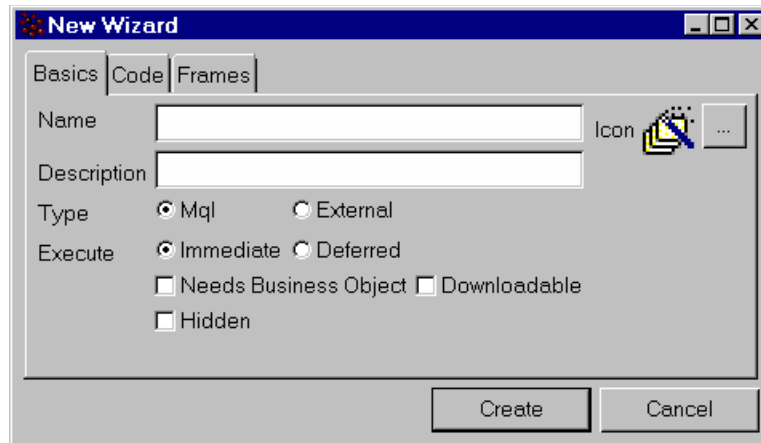 New Wizard
Basics Code Frames
Name Icon ...
Description
Type Mql External
Execute Immediate Deferred
Needs Business Object Downloadable
Hidden
Create Cancel